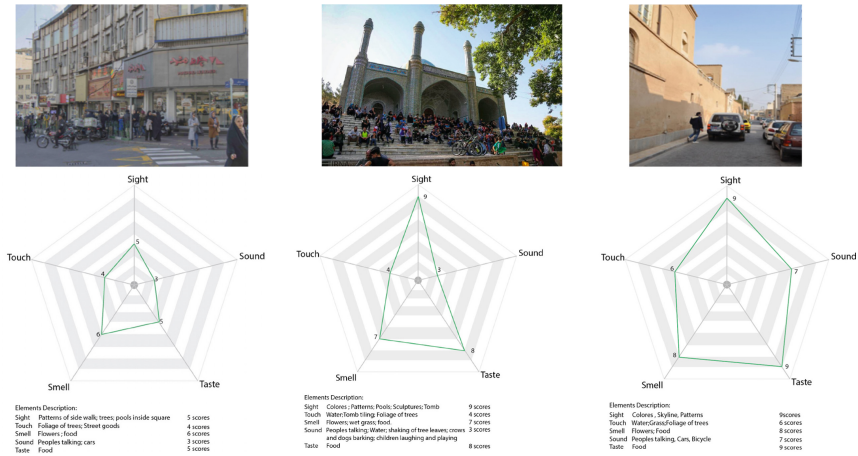 Sight
5
Touch
4
3
Sound
6
5
Smell
Taste
Elements Description:
Sight Patterns of side walk; trees; pools inside square 5 scores
Touch Foliage of trees; Street goods 4 scores
Smell Flowers ; food 6 scores
Sound Peoples talking; cars 3 scores
Taste Food 5 scores
Sight
9
Touch
4
3
Sound
7
8
Smell
Taste
Elements Description:
Sight Colores ; Patterns; Pools; Sculptures; Tomb 9 scores
Touch Water;Tomb tiling; Foliage of trees 4 scores
Smell Flowers; wet grass; food. 7 scores
Sound Peoples talking; Water; shaking of tree leaves; crows 3 scores
and dogs barking; children laughing and playing
Taste Food 8 scores
Sight
9
Touch
6
7
Sound
8
9
Smell
Taste
Elements Description:
Sight Colores , Skyline, Patterns 9scores
Touch Water,Grass,Foliage of trees 6 scores
Smell Flowers; Food 8 scores
Sound Peoples talking, Cars, Bicycle 7 scores
Taste Food 9 scores